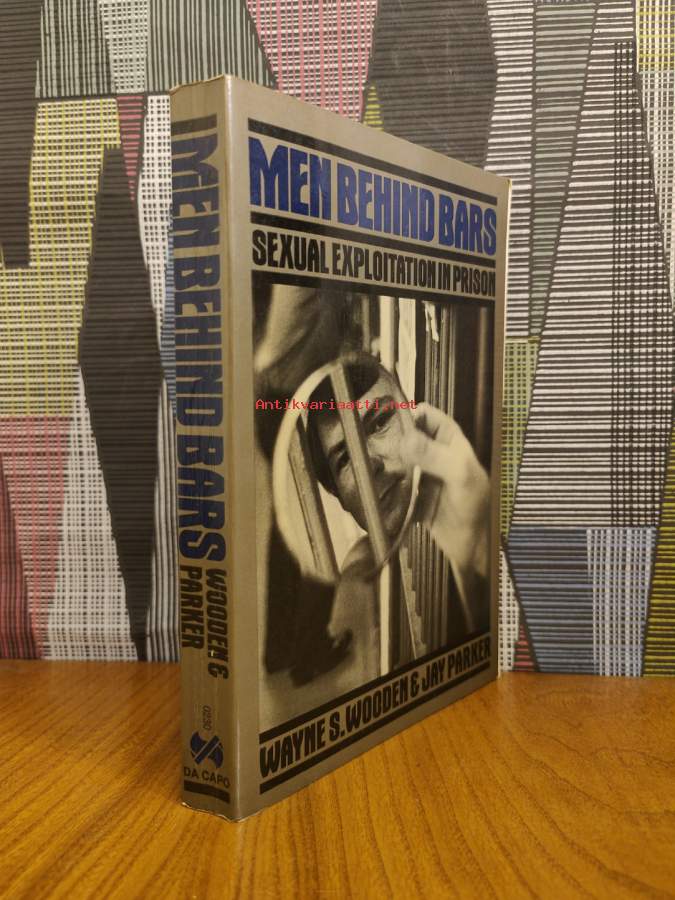 MEN BEHIND BARS
WOODEN &
PARKER
0230
DA CAPO
MEN BEHIND BARS
SEXUAL EXPLOITATION IN PRISON
Antikvariaatti.net
WAYNE S. WOODEN & JAY PARKER